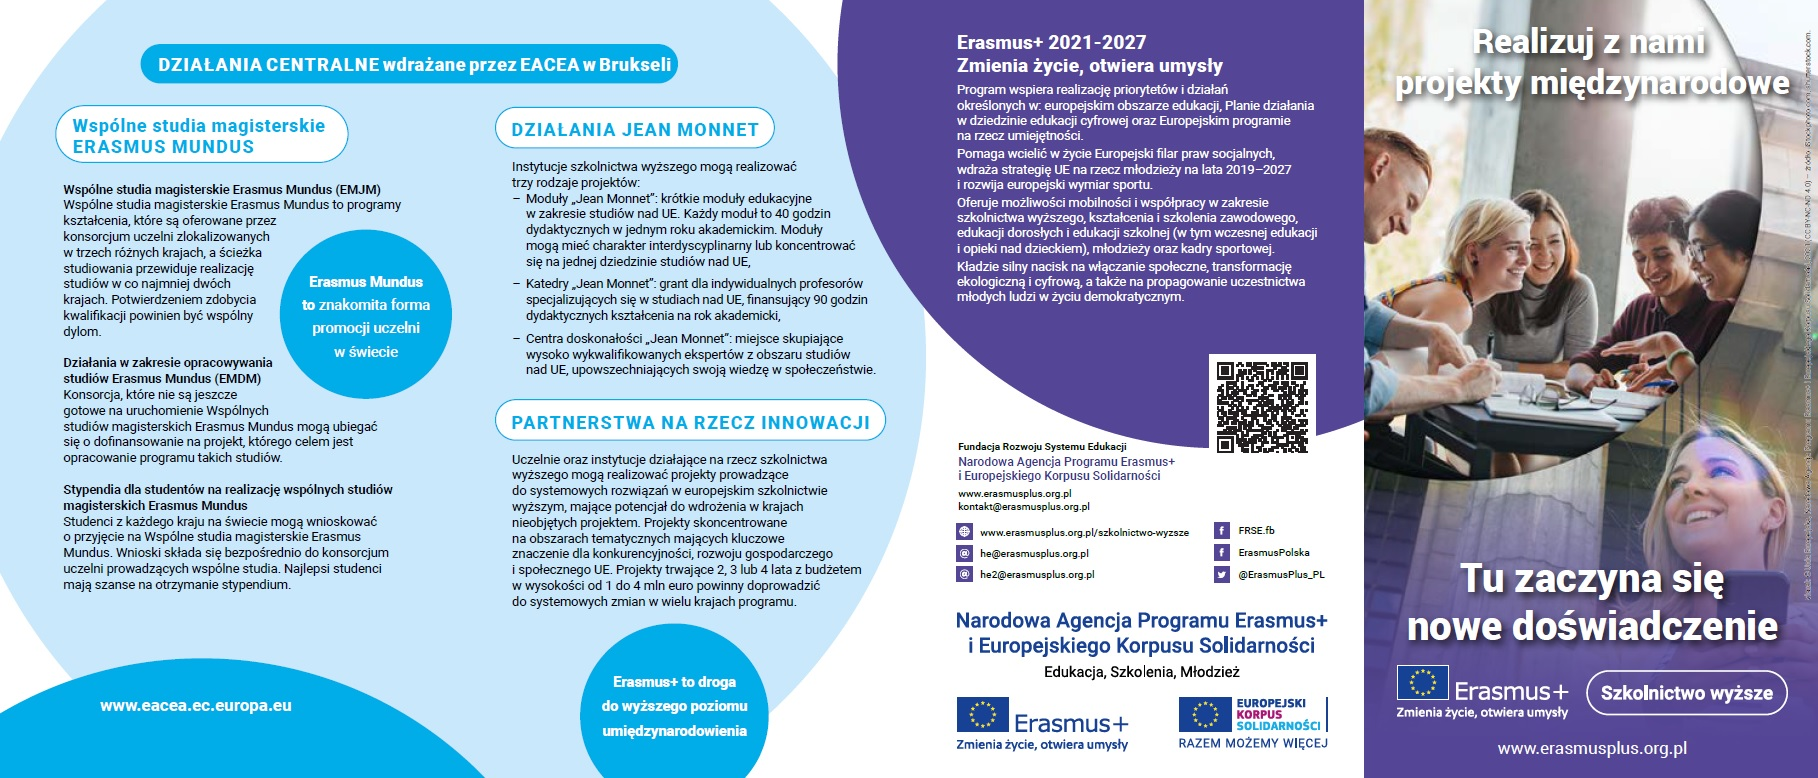 DZIAŁANIA CENTRALNE wdrażane przez EACEA w Brukseli
Wspólne studia magisterskie
ERASMUS MUNDUS
Wspólne studia magisterskie Erasmus Mundus (EMJM)
Wspólne studia magisterskie Erasmus Mundus to programy
kształcenia, które są oferowane przez
konsorcjum uczelni zlokalizowanych
w trzech różnych krajach, a ścieżka
studiowania przewiduje realizację
studiów w co najmniej dwóch
krajach. Potwierdzeniem zdobycia
kwalifikacji powinien być wspólny
dylom.
Erasmus Mundus
to znakomita forma
promocji uczelni
w świecie
Działania w zakresie opracowywania
studiów Erasmus Mundus (EMDM)
Konsorcja, które nie są jeszcze
gotowe na uruchomienie Wspólnych
studiów magisterskich Erasmus Mundus mogą ubiegać
się o dofinansowanie na projekt, którego celem jest
opracowanie programu takich studiów.
Stypendia dla studentów na realizację wspólnych studiów
magisterskich Erasmus Mundus
Studenci z każdego kraju na świecie mogą wnioskować
o przyjęcie na Wspólne studia magisterskie Erasmus
Mundus. Wnioski składa się bezpośrednio do konsorcjum
uczelni prowadzących wspólne studia. Najlepsi studenci
mają szanse na otrzymanie stypendium.
www.eacea.ec.europa.eu
DZIAŁANIA JEAN MONNET
Instytucje szkolnictwa wyższego mogą realizować
trzy rodzaje projektów:
– Moduły „Jean Monnet”: krótkie moduły edukacyjne
w zakresie studiów nad UE. Każdy moduł to 40 godzin
dydaktycznych w jednym roku akademickim. Moduły
mogą mieć charakter interdyscyplinarny lub koncentrować
się na jednej dziedzinie studiów nad UE,
– Katedry „Jean Monnet”: grant dla indywidualnych profesorów
specjalizujących się w studiach nad UE, finansujący 90 godzin
dydaktycznych kształcenia na rok akademicki,
– Centra doskonałości „Jean Monnet”: miejsce skupiające
wysoko wykwalifikowanych ekspertów z obszaru studiów
nad UE, upowszechniających swoją wiedzę w społeczeństwie.
PARTNERSTWA NA RZECZ INNOWACJI
Uczelnie oraz instytucje działające na rzecz szkolnictwa
wyższego mogą realizować projekty prowadzące
do systemowych rozwiązań w europejskim szkolnictwie
wyższym, mające potencjał do wdrożenia w krajach
nieobjętych projektem. Projekty skoncentrowane
na obszarach tematycznych mających kluczowe
znaczenie dla konkurencyjności, rozwoju gospodarczego
i społecznego UE. Projekty trwające 2, 3 lub 4 lata z budżetem
w wysokości od 1 do 4 mln euro powinny doprowadzić
do systemowych zmian w wielu krajach programu.
Erasmus+ to droga
do wyższego poziomu
umiędzynarodowienia
Erasmus+ 2021-2027
Zmienia życie, otwiera umysły
Program wspiera realizację priorytetów i działań
określonych w: europejskim obszarze edukacji, Planie działania
w dziedzinie edukacji cyfrowej oraz Europejskim programie
na rzecz umiejętności.
Pomaga wcielić w życie Europejski filar praw socjalnych,
wdraża strategię UE na rzecz młodzieży na lata 2019–2027
i rozwija europejski wymiar sportu.
Oferuje możliwości mobilności i współpracy w zakresie
szkolnictwa wyższego, kształcenia i szkolenia zawodowego,
edukacji dorosłych i edukacji szkolnej (w tym wczesnej edukacji
i opieki nad dzieckiem), młodzieży oraz kadry sportowej.
Kładzie silny nacisk na włączanie społeczne, transformację
ekologiczną i cyfrową, a także na propagowanie uczestnictwa
młodych ludzi w życiu demokratycznym.
Fundacja Rozwoju Systemu Edukacji
Narodowa Agencja Programu Erasmus+
i Europejskiego Korpusu Solidarności
www.erasmusplus.org.pl
kontakt@erasmusplus.org.pl
www.erasmusplus.org.pl/szkolnictwo-wyzsze
he@erasmusplus.org.pl
he2@erasmusplus.org.pl
FRSE.fb
ErasmusPolska
@ErasmusPlus_PL
Narodowa Agencja Programu Erasmus+
i Europejskiego Korpusu Solidarności
Edukacja, Szkolenia, Młodzież
Erasmus+
Zmienia życie, otwiera umysły
EUROPEJSKI
KORPUS
SOLIDARNOŚCI
RAZEM MOŻEMY WIĘCEJ
Realizuj z nami
projekty międzynarodowe
Tu zaczyna się
nowe doświadczenie
Erasmus+
Zmienia życie, otwiera umysły
Szkolnictwo wyższe
www.erasmusplus.org.pl